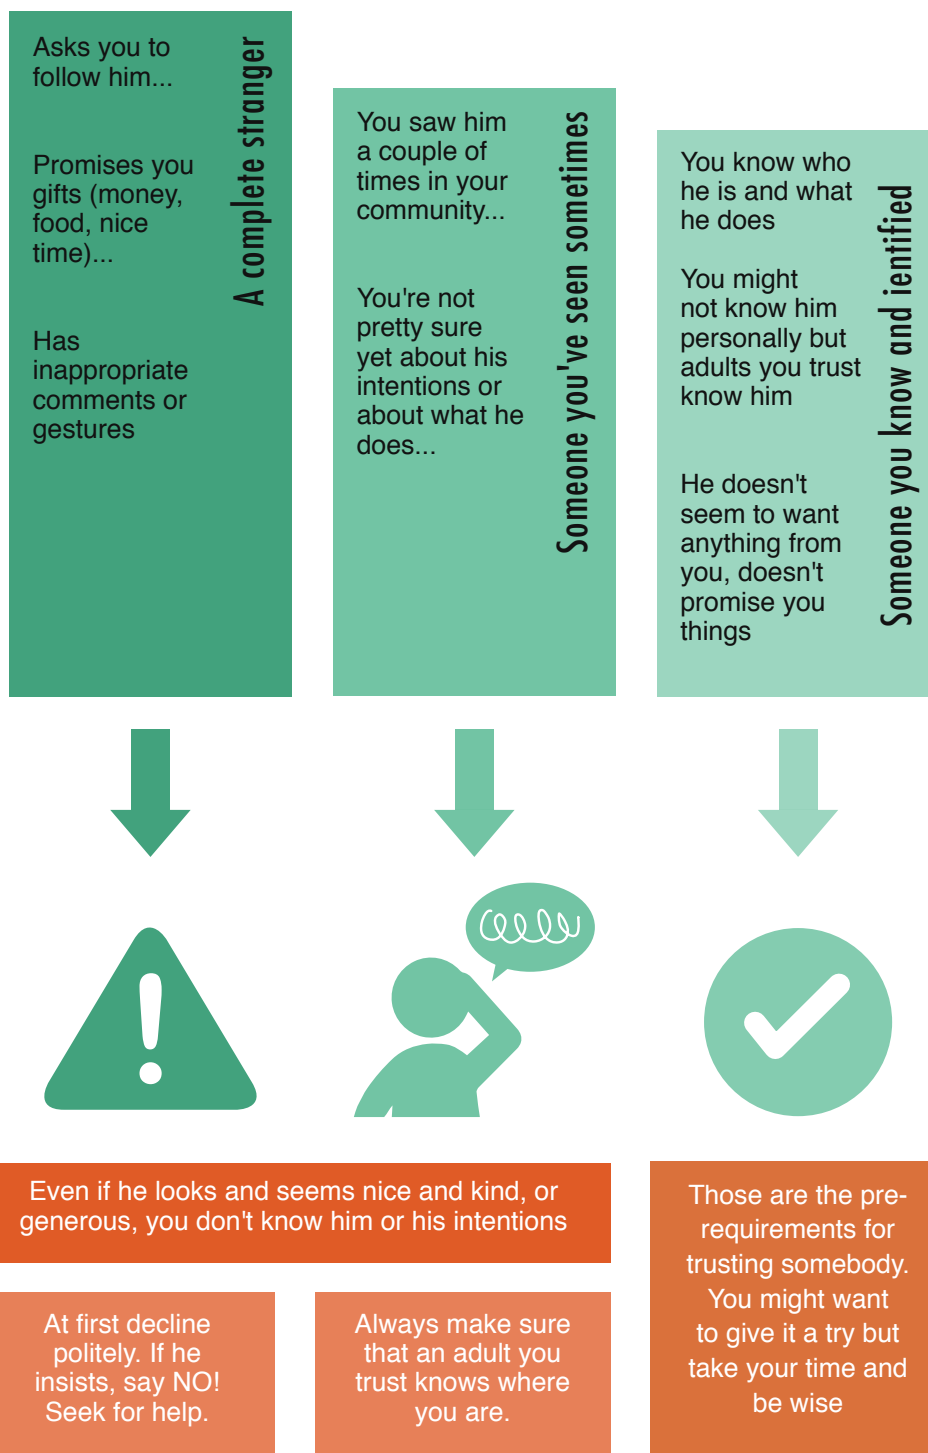 Asks you to
follow him...
Promises you
gifts (money,
food, nice
time)...
Has
inappropriate
comments or
gestures
A complete stranger
You saw him
a couple of
times in your
community...
You're not
pretty sure
yet about his
intentions or
about what he
does...
Someone you've seen sometimes
You know who
he is and what
he does
You might
not know him
personally but
adults you trust
know him
He doesn't
seem to want
anything from
you, doesn't
promise you
things
Someone you know and ientified
Even if he looks and seems nice and kind, or
generous, you don't know him or his intentions
At first decline
politely. If he
insists, say NO!
Seek for help.
Always make sure
that an adult you
trust knows where
you are.
Those are the pre-
requirements for
trusting somebody.
You might want
to give it a try but
take your time and
be wise